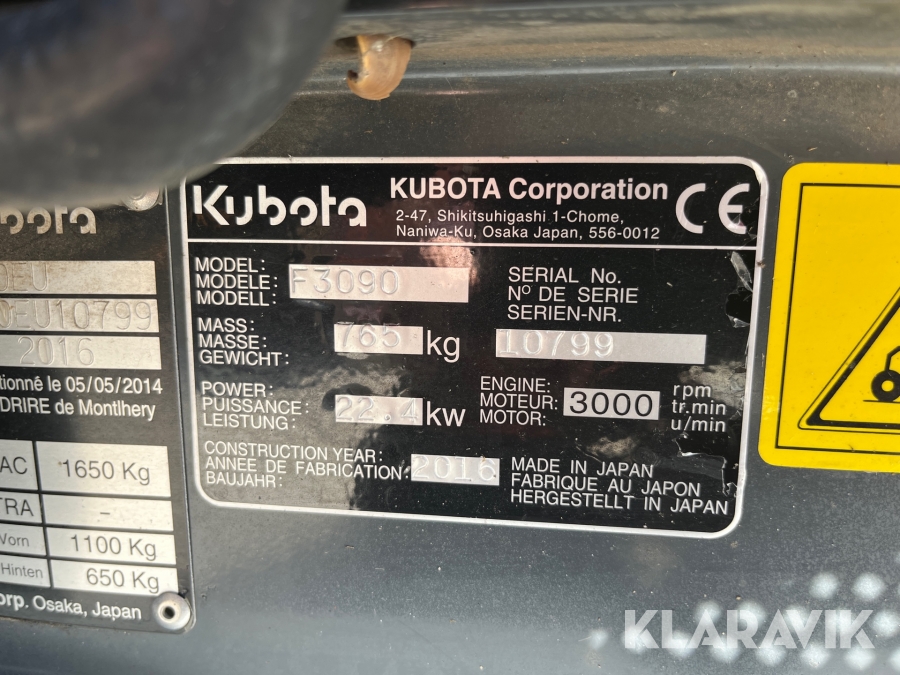 bota
0EU
0EU10799
2016
tionné le 05/05/2014
DRIRE de Montlhery
AC 1650 Kg
TRA -
Vorn 1100 Kg
Hinten 650 Kg
orp. Osaka, Japan
Kubota
KUBOTA Corporation
2-47, Shikitsuhigashi 1-Chome,
Naniwa-Ku, Osaka Japan, 556-0012
CE
MODEL:
MODÈLE: F3090
MODELL:
SERIAL No.
Nº DE SERIE
SERIEN-NR.
10799
MASS:
MASSE: 765 kg
GEWICHT:
POWER:
PUISSANCE: 22.4 kw
LEISTUNG:
ENGINE: rpm
MOTEUR: 3000 tr.min
MOTOR: u/min
CONSTRUCTION YEAR:
ANNEE DE FABRICATION: 2016
BAUJAHR:
MADE IN JAPAN
FABRIQUE AU JAPON
HERGESTELLT IN JAPAN
KLARAVIK